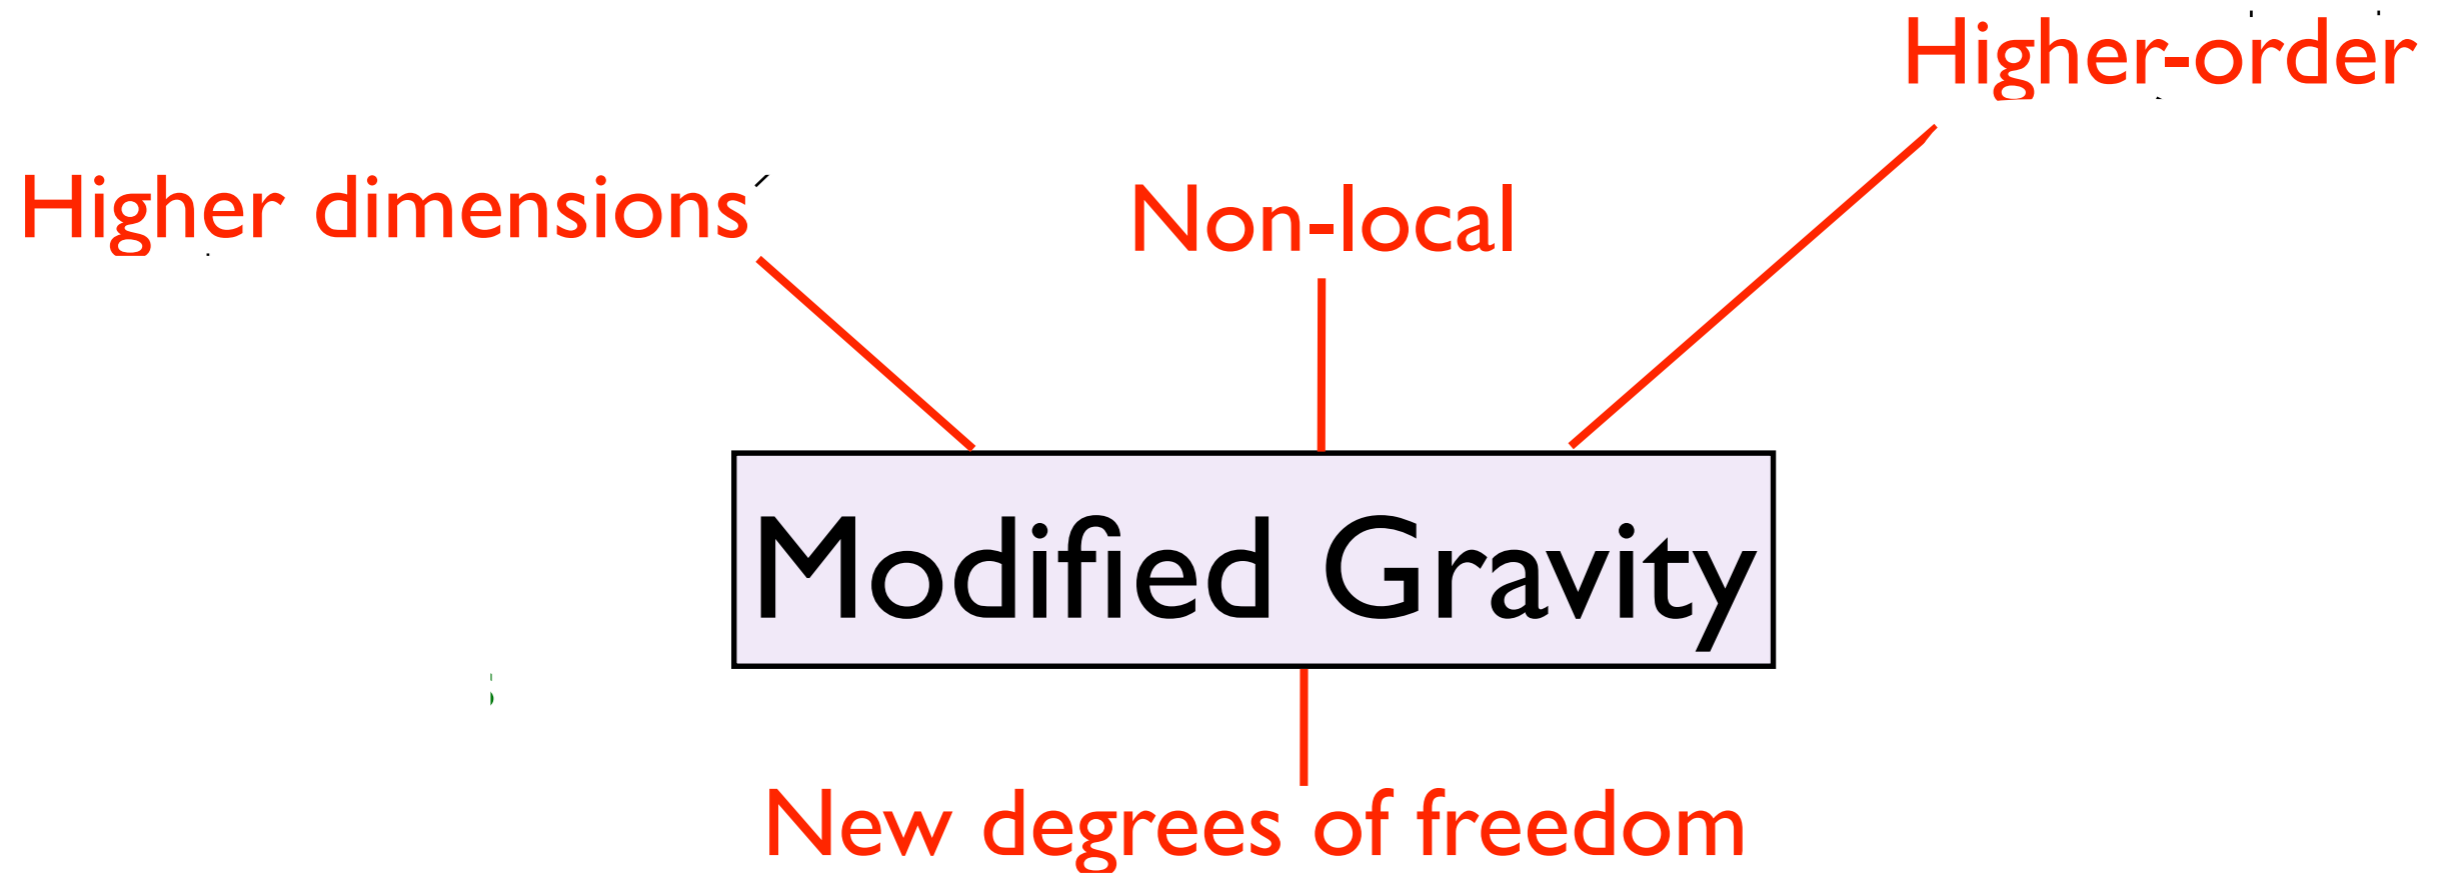 Higher-order
Higher dimensions
Non-local
Modified Gravity
New degrees of freedom